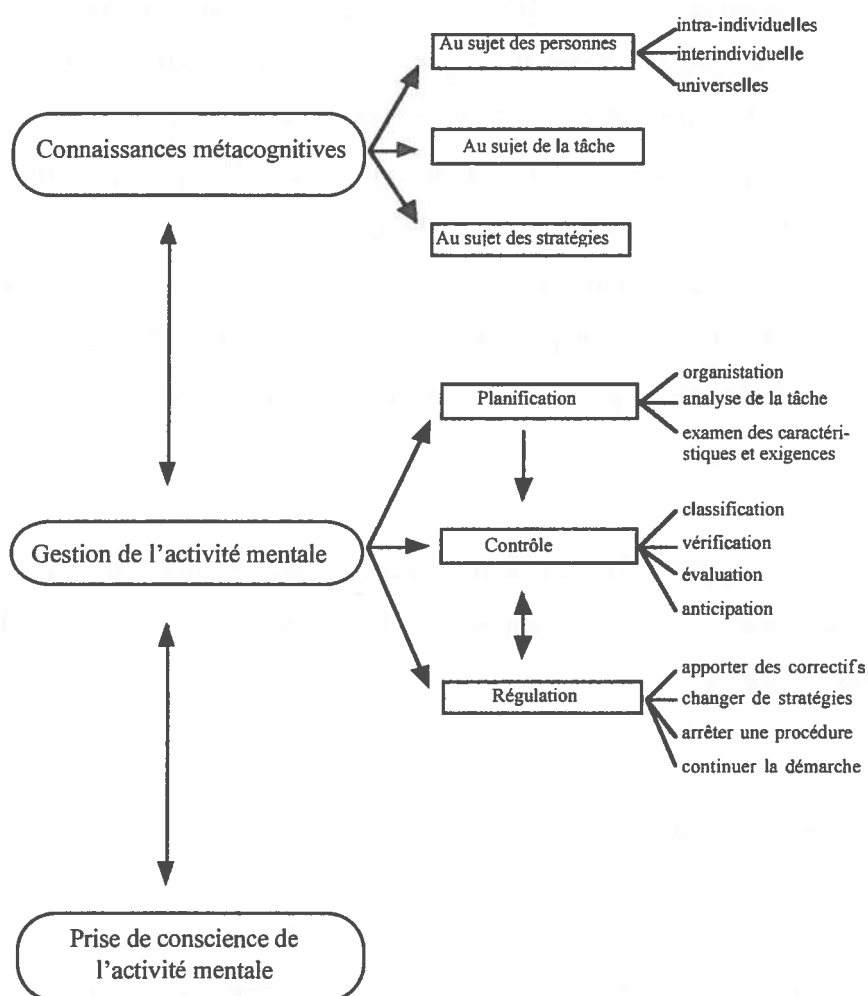 intra-individuelles
Au sujet des personnes
interindividuelle
universelles
Connaissances métacognitives
Au sujet de la tâche
Au sujet des stratégies
organistation
Planification
analyse de la tâche
examen des caractéri-
stiques et exigences
classification
Gestion de l'activité mentale
Contrôle
vérification
évaluation
anticipation
apporter des correctifs
Régulation
changer de stratégies
arrêter une procédure
continuer la démarche
Prise de conscience de
l'activité mentale